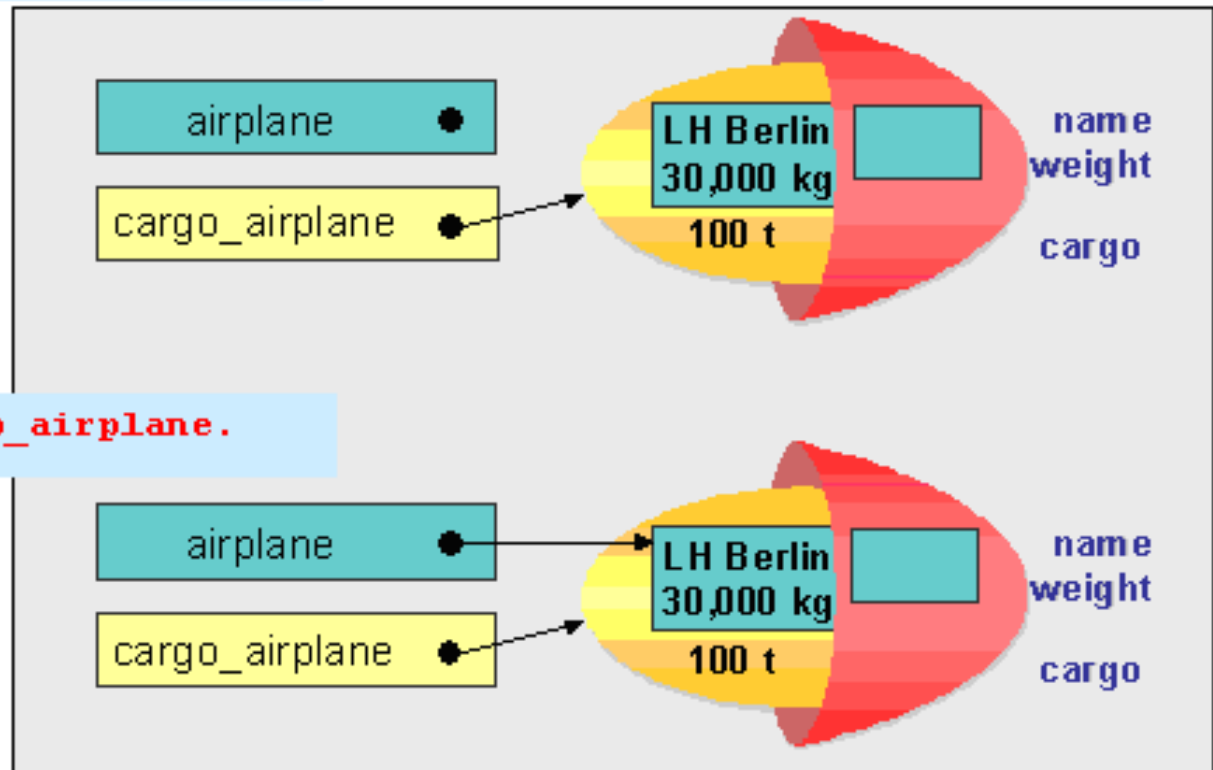 airplane
cargo_airplane
LH Berlin
30,000 kg
100 t
name
weight
cargo
_airplane.
airplane
cargo_airplane
LH Berlin
30,000 kg
100 t
name
weight
cargo